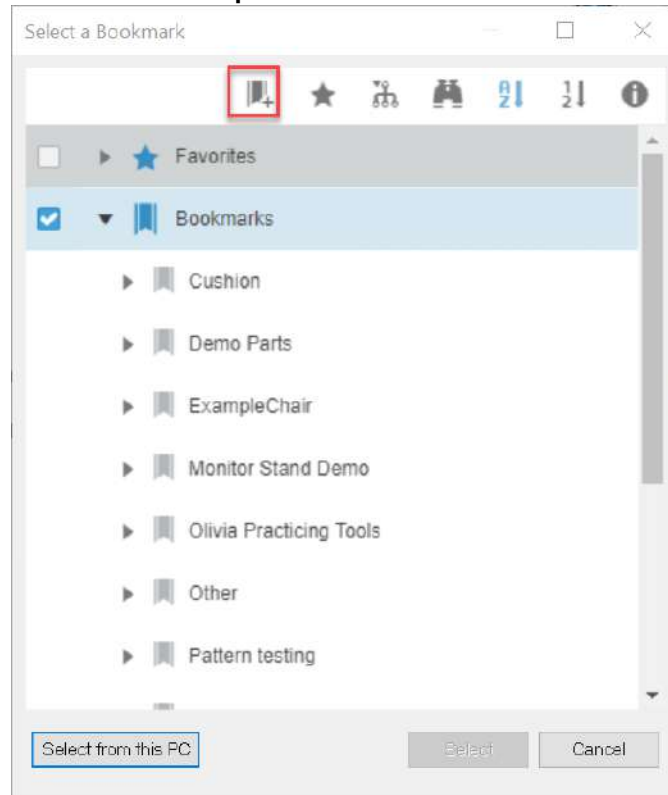 Select a Bookmark
Favorites
Bookmarks
Cushion
Demo Parts
ExampleChair
Monitor Stand Demo
Olivia Practicing Tools
Other
Pattern testing
Select from this PC
Select
Cancel